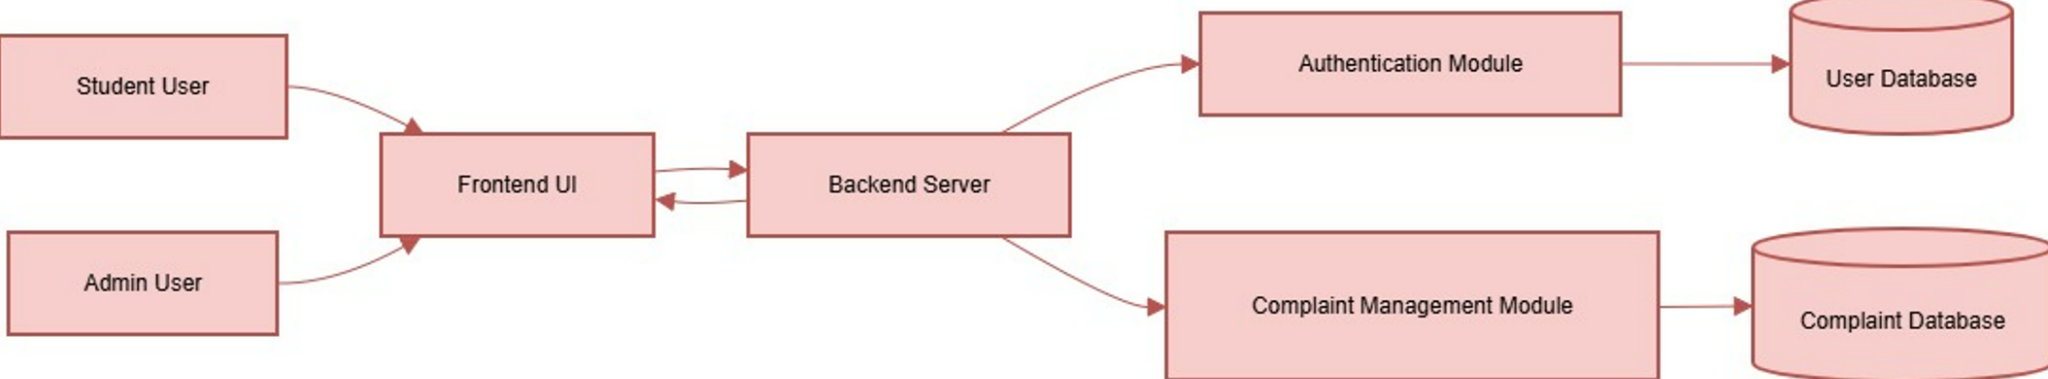 Student User
Admin User
Frontend UI
Backend Server
Authentication Module
User Database
Complaint Management Module
Complaint Database